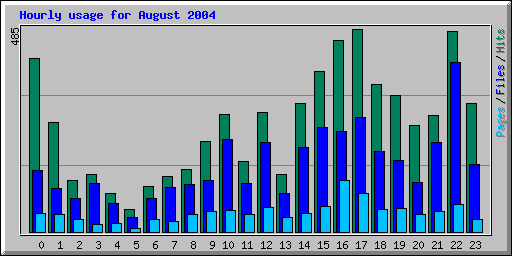 Hourly usage for August 2004
485
Pages / Files / Hits
0 1 2 3 4 5 6 7 8 9 10 11 12 13 14 15 16 17 18 19 20 21 22 23